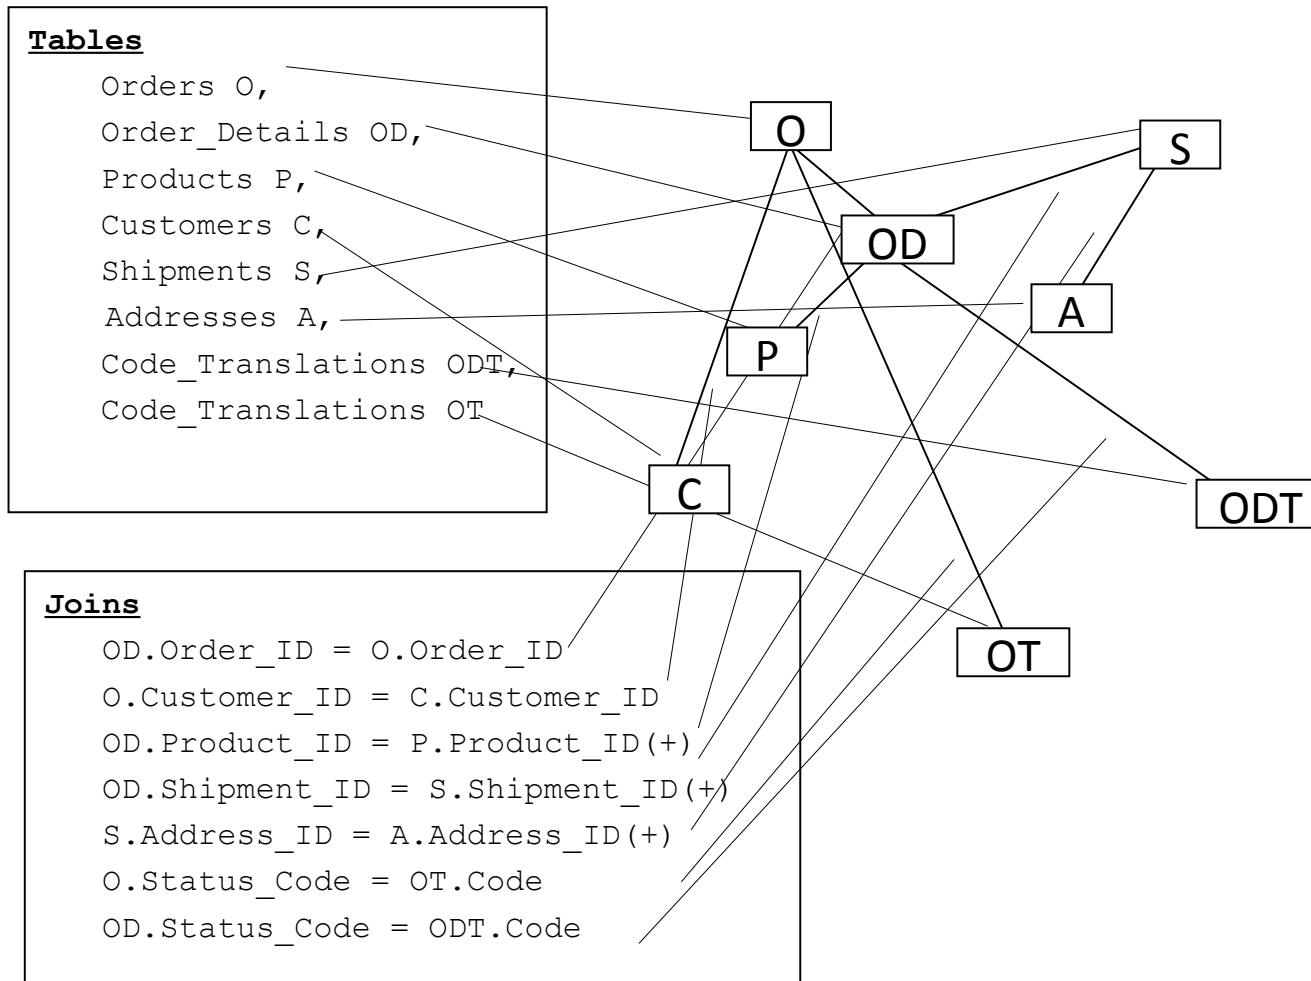 Tables
Orders O,
Order_Details OD,
Products P,
Customers C,
Shipments S,
Addresses A,
Code_Translations ODT,
Code_Translations OT
O
S
OD
A
P
C
ODT
OT
Joins
OD.Order_ID = O.Order_ID
O.Customer_ID = C.Customer_ID
OD.Product_ID = P.Product_ID(+)
OD.Shipment_ID = S.Shipment_ID(+)
S.Address_ID = A.Address_ID(+)
O.Status_Code = OT.Code
OD.Status_Code = ODT.Code